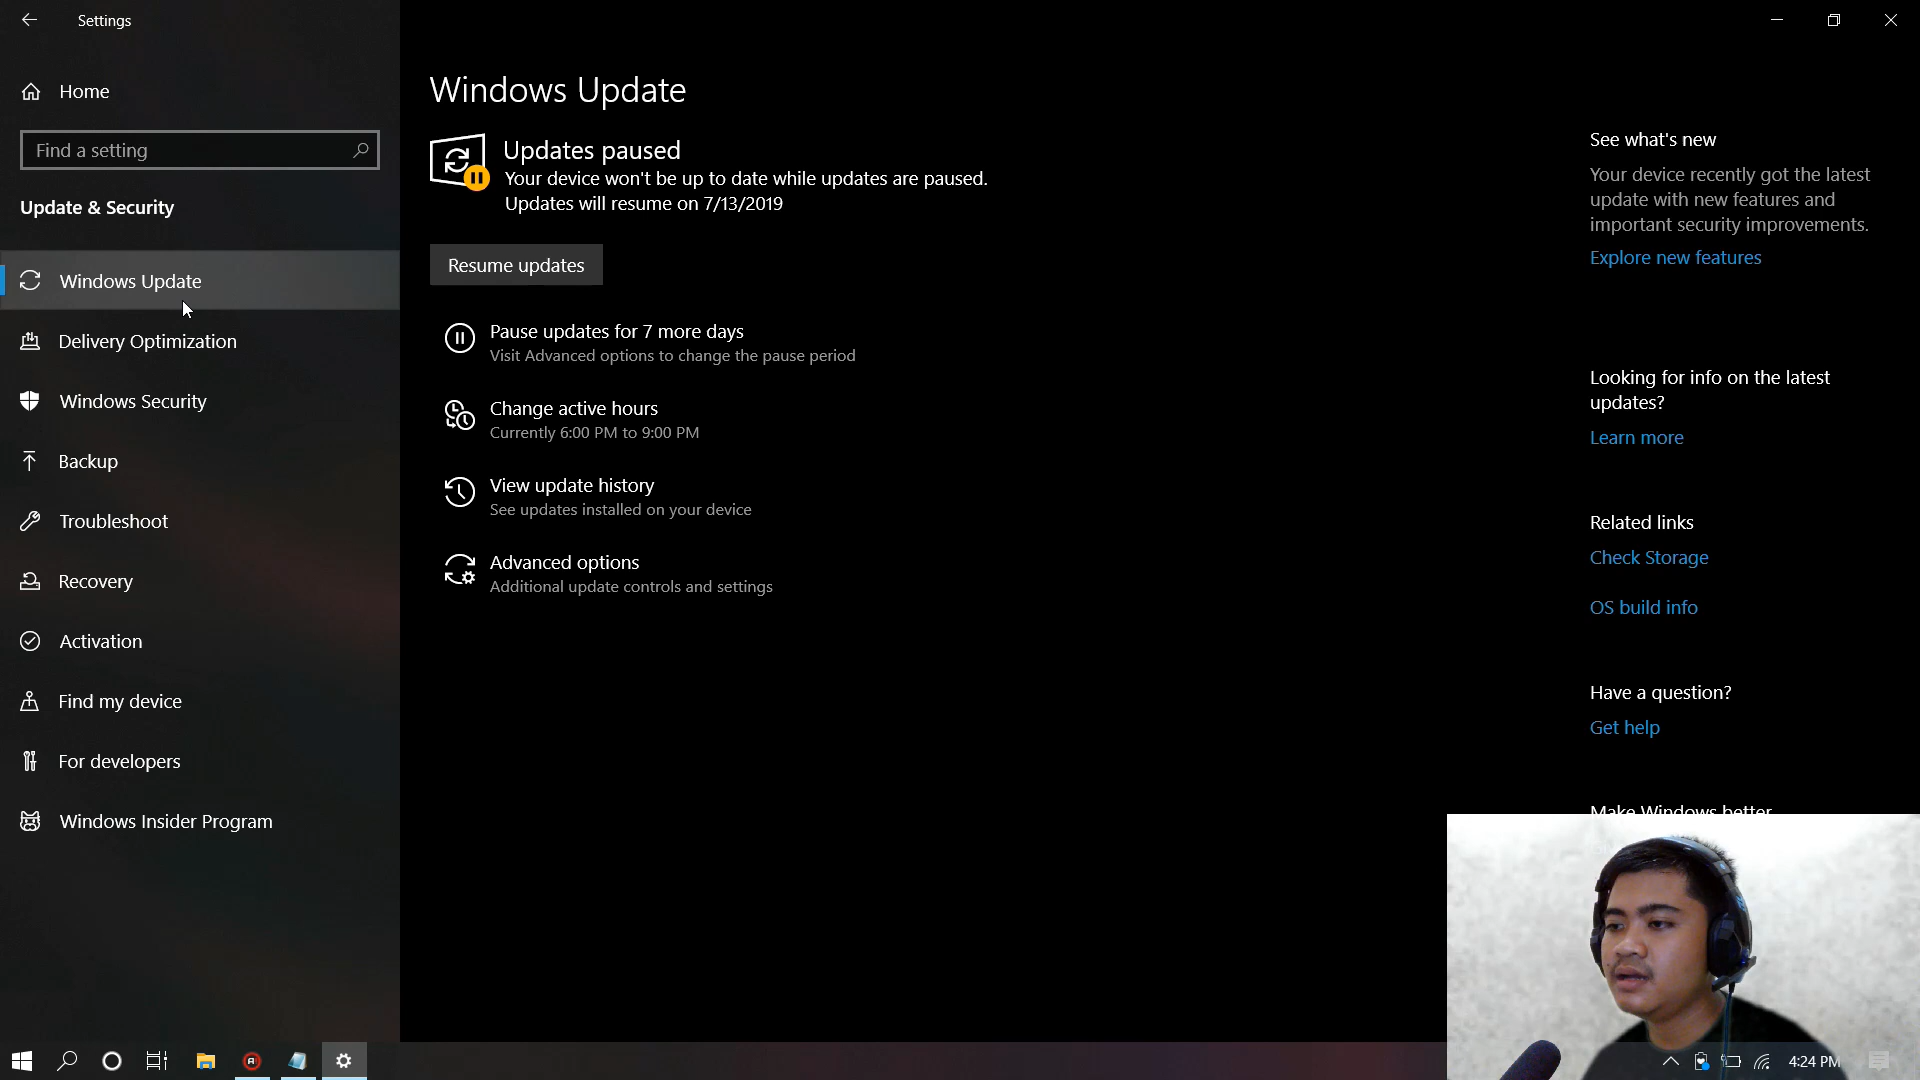 Settings
Home
Find a setting
Update & Security
Windows Update
Delivery Optimization
Windows Security
Backup
Troubleshoot
Recovery
Activation
Find my device
For developers
Windows Insider Program
Windows Update
Updates paused
Your device won't be up to date while updates are paused.
Updates will resume on 7/13/2019
Resume updates
Pause updates for 7 more days
Visit Advanced options to change the pause period
Change active hours
Currently 6:00 PM to 9:00 PM
View update history
See updates installed on your device
Advanced options
Additional update controls and settings
See what's new
Your device recently got the latest
update with new features and
important security improvements.
Explore new features
Looking for info on the latest
updates?
Learn more
Related links
Check Storage
OS build info
Have a question?
Get help
Make Windows better
4:24 PM